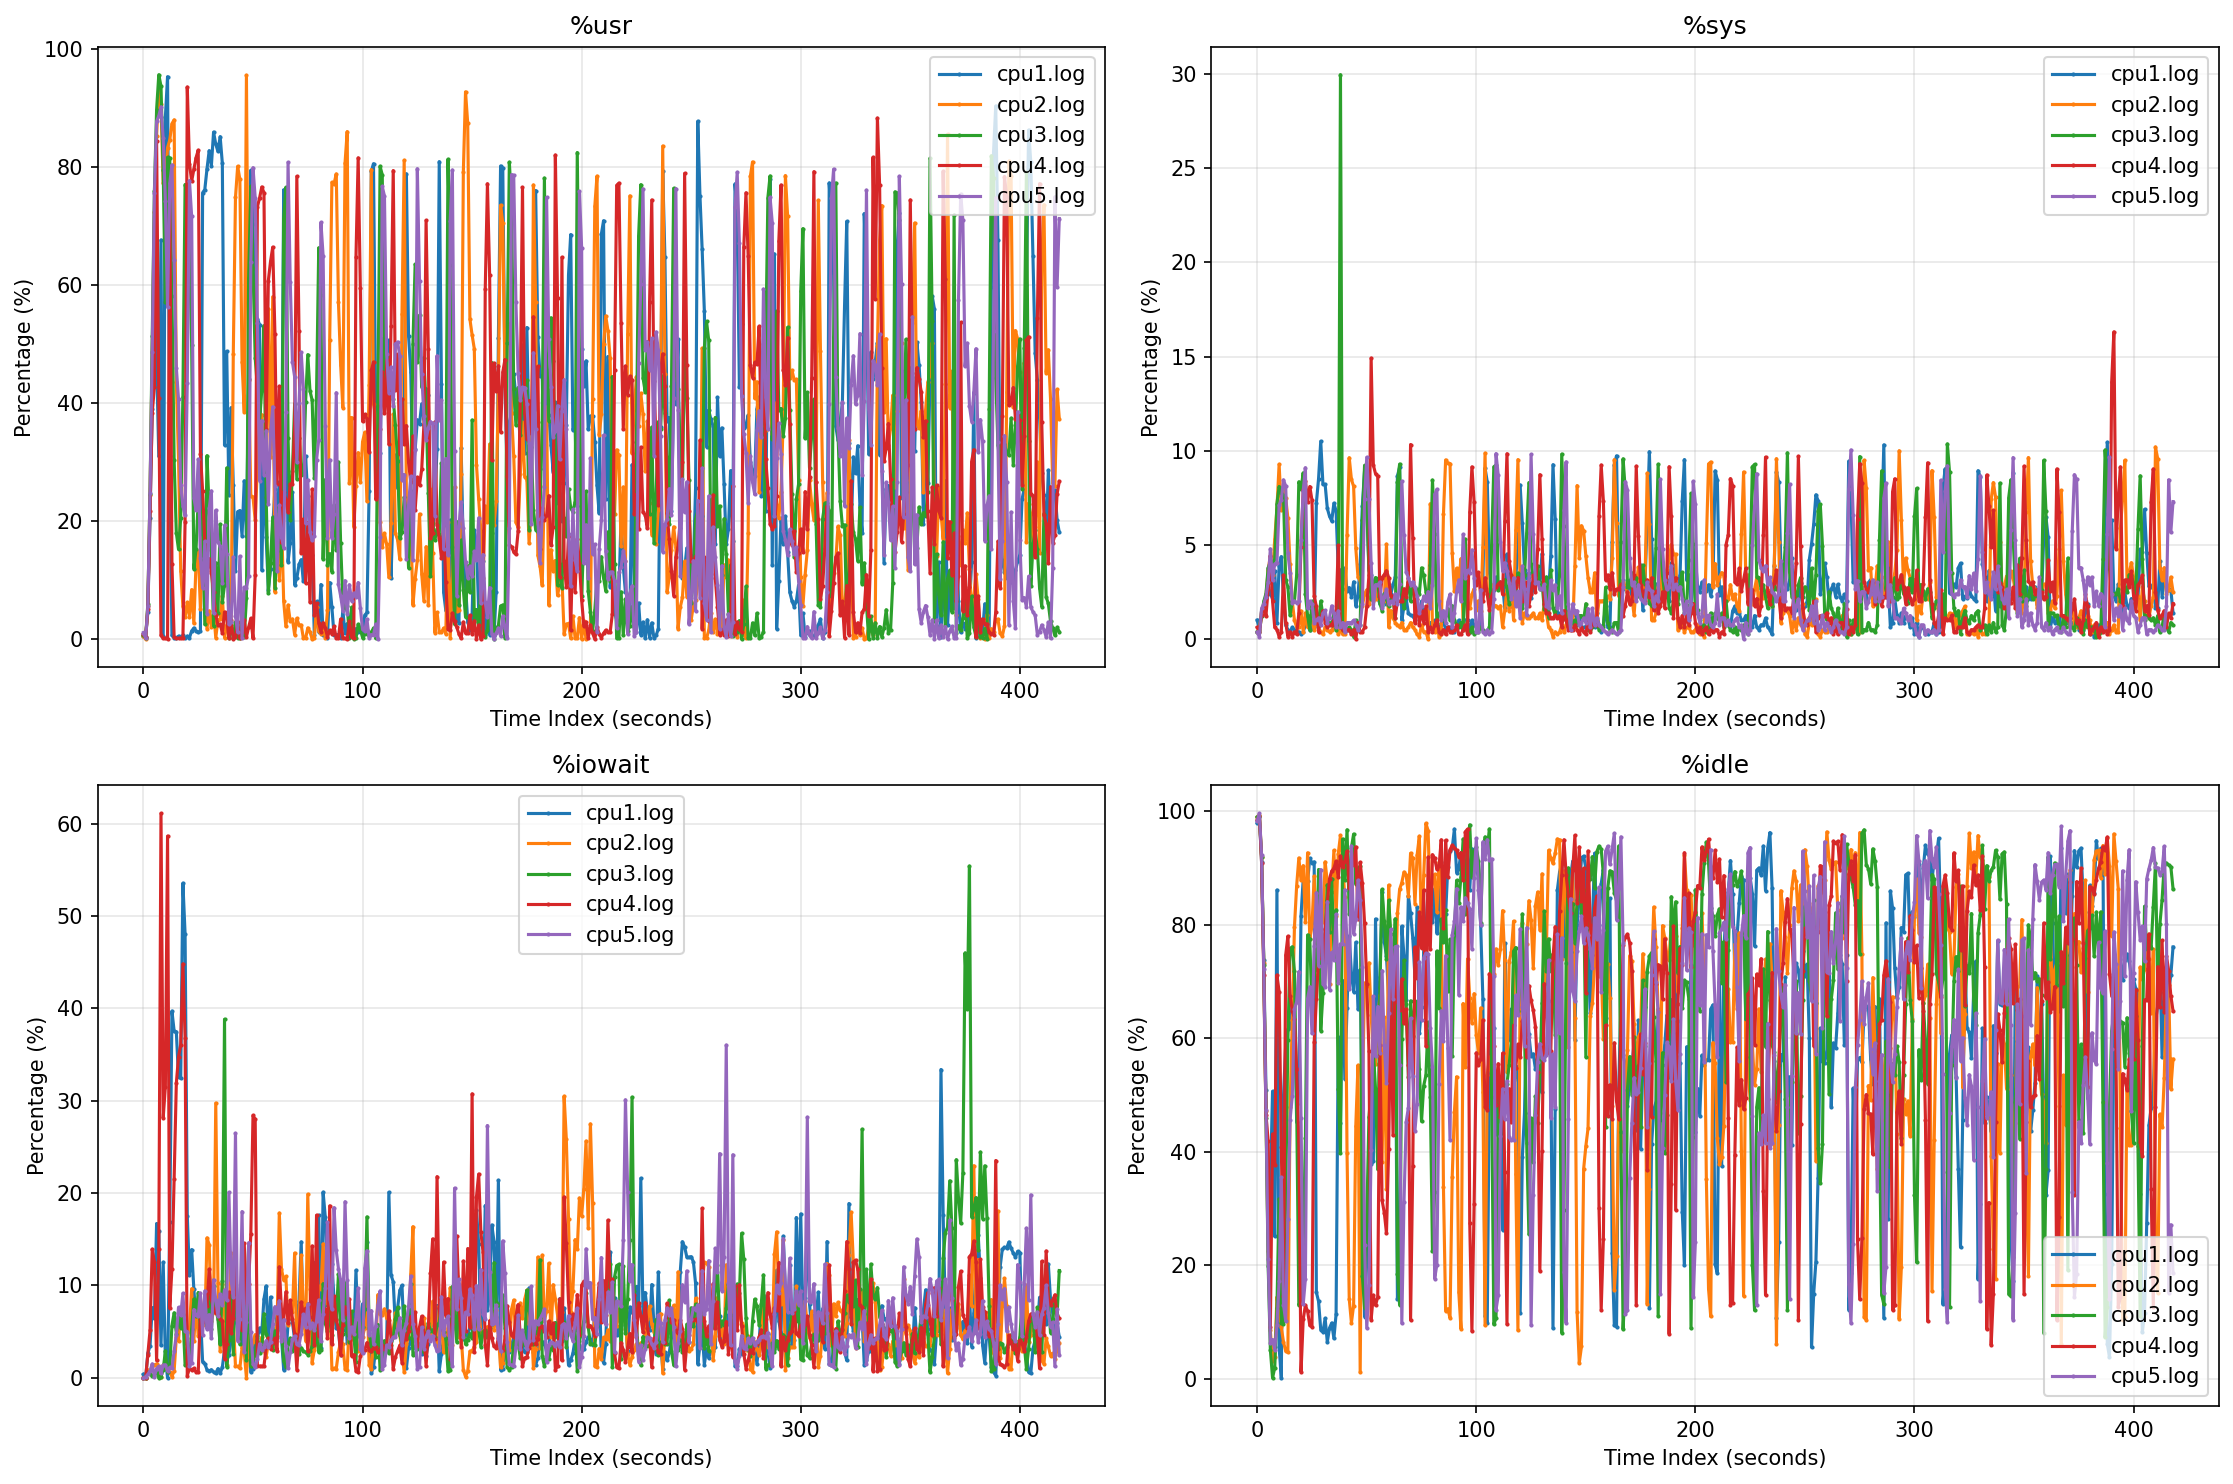 %usr
100
80
60
40
20
0
Percentage (%)
cpu1.log
cpu2.log
cpu3.log
cpu4.log
cpu5.log
0 100 200 300 400
Time Index (seconds)
%sys
30
25
20
15
10
5
0
Percentage (%)
cpu1.log
cpu2.log
cpu3.log
cpu4.log
cpu5.log
0 100 200 300 400
Time Index (seconds)
%iowait
60
50
40
30
20
10
0
Percentage (%)
cpu1.log
cpu2.log
cpu3.log
cpu4.log
cpu5.log
0 100 200 300 400
Time Index (seconds)
%idle
100
80
60
40
20
0
Percentage (%)
cpu1.log
cpu2.log
cpu3.log
cpu4.log
cpu5.log
0 100 200 300 400
Time Index (seconds)